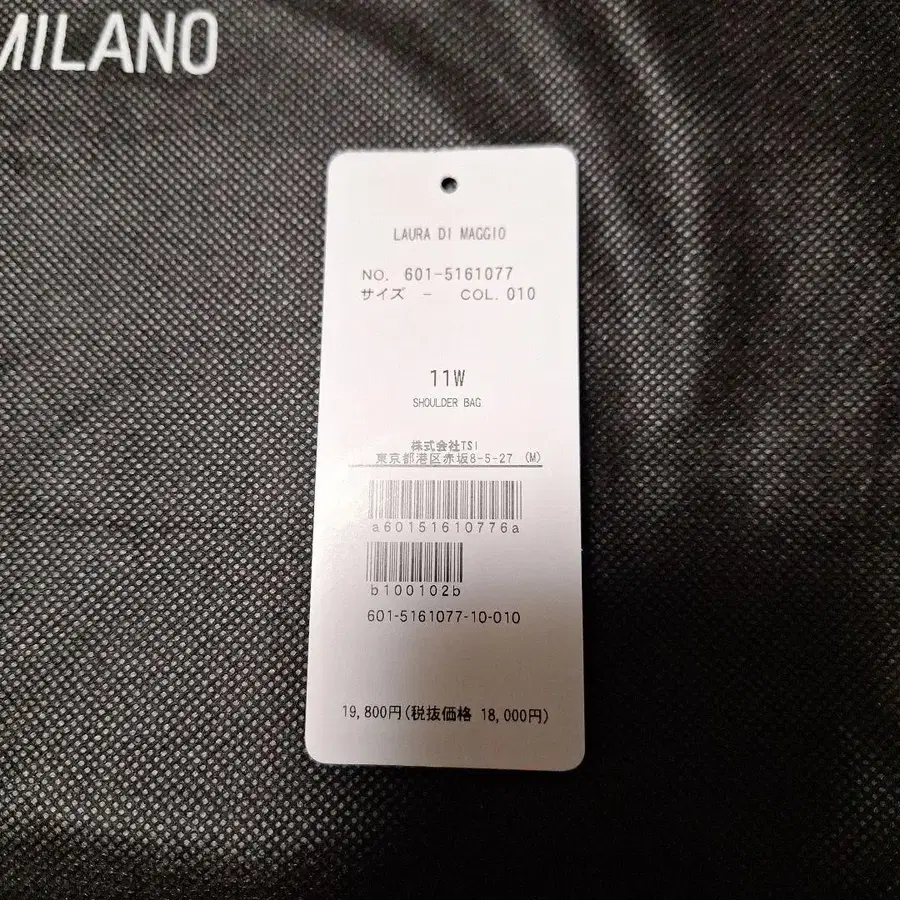 MILANO
LAURA DI MAGGIO
NO. 601-5161077
サイズ - COL. 010
11W
SHOULDER BAG
株式会社TSI
東京都港区赤坂8-5-27 (M)
a60151610776a
b100102b
601-5161077-10-010
19,800円(税抜価格 18,000円)